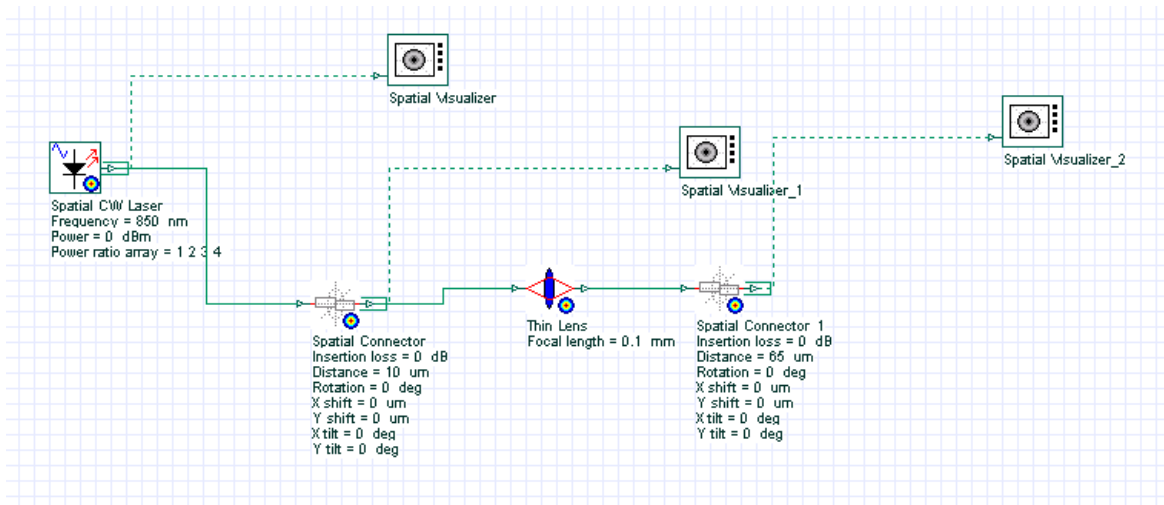 Spatial Visualizer
Spatial Visualizer_2
Spatial Visualizer_1
Spatial CW Laser
Frequency = 850 nm
Power = 0 dBm
Power ratio array = 1 2 3 4
Spatial Connector
Insertion loss = 0 dB
Distance = 10 um
Rotation = 0 deg
X shift = 0 um
Y shift = 0 um
X tilt = 0 deg
Y tilt = 0 deg
Thin Lens
Focal length = 0.1 mm
Spatial Connector 1
Insertion loss = 0 dB
Distance = 65 um
Rotation = 0 deg
X shift = 0 um
Y shift = 0 um
X tilt = 0 deg
Y tilt = 0 deg